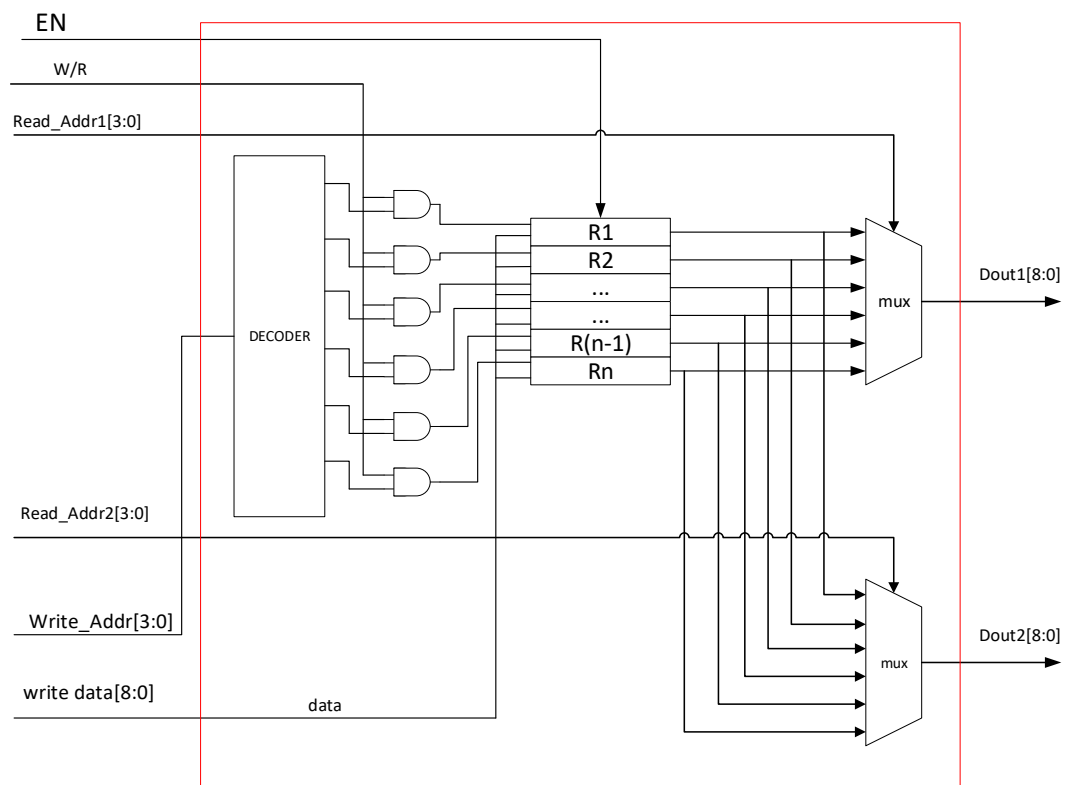 EN
W/R
Read_Addr1[3:0]
R1
R2
...
...
R(n-1)
Rn
mux
Dout1[8:0]
DECODER
Read_Addr2[3:0]
Write_Addr[3:0]
mux
Dout2[8:0]
write data[8:0]
data